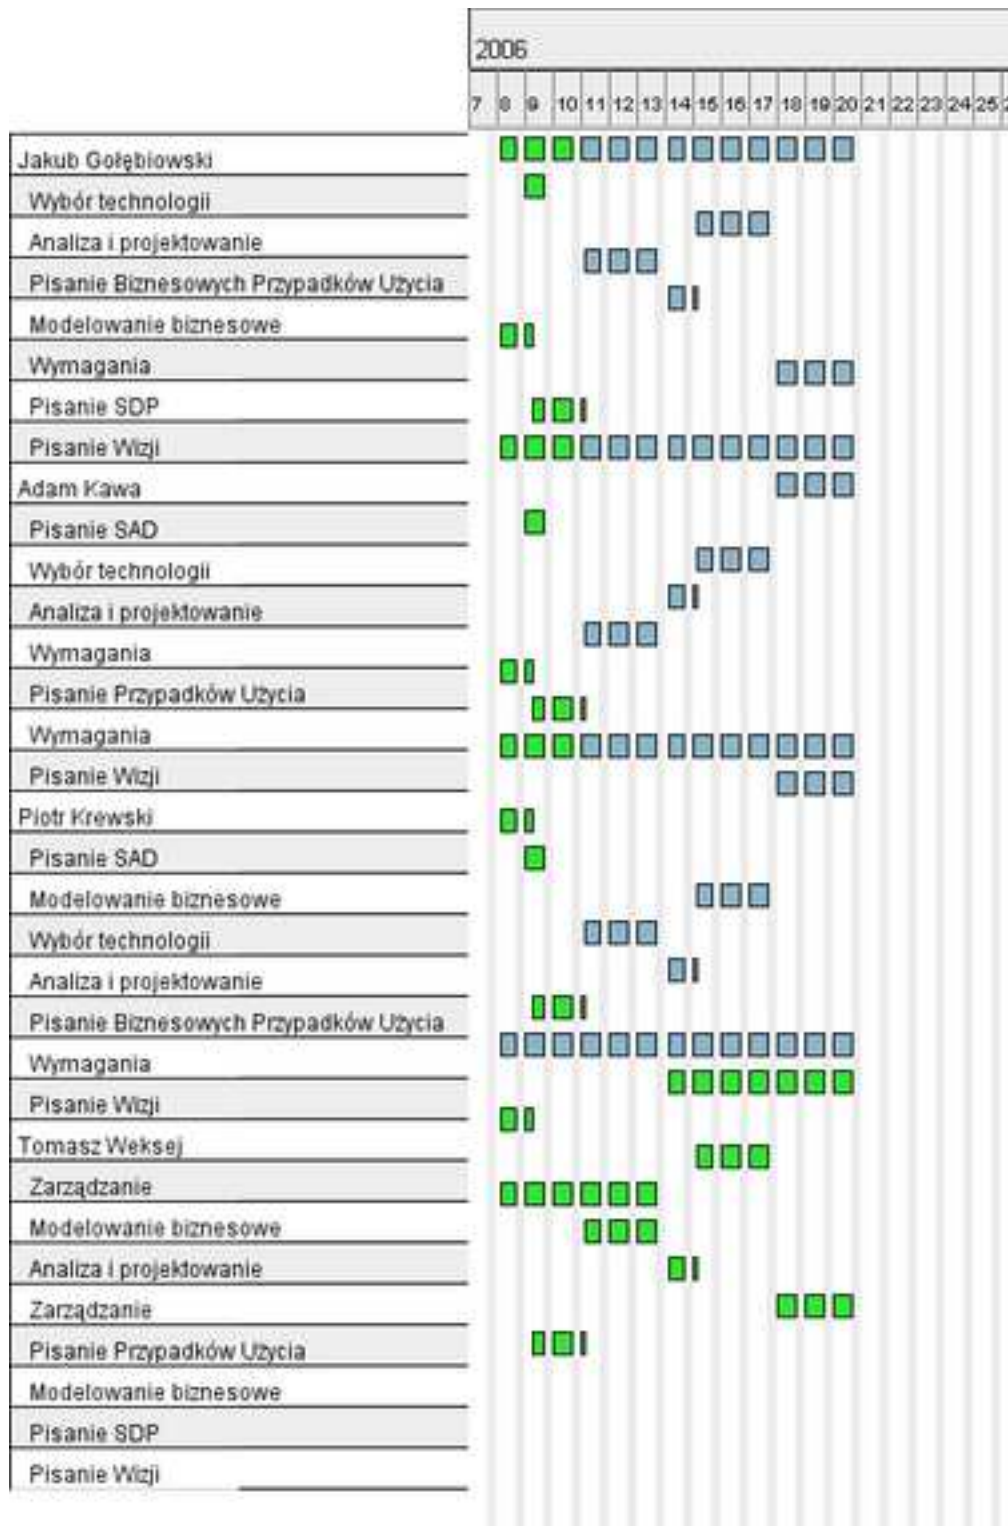 2006
7 8 9 10 11 12 13 14 15 16 17 18 19 20 21 22 23 24 25
Jakub Gołębiowski
Wybór technologii
Analiza i projektowanie
Pisanie Biznesowych Przypadków Użycia
Modelowanie biznesowe
Wymagania
Pisanie SDP
Pisanie Wizji
Adam Kawa
Pisanie SAD
Wybór technologii
Analiza i projektowanie
Wymagania
Pisanie Przypadków Użycia
Wymagania
Pisanie Wizji
Piotr Krewski
Pisanie SAD
Modelowanie biznesowe
Wybór technologii
Analiza i projektowanie
Pisanie Biznesowych Przypadków Użycia
Wymagania
Pisanie Wizji
Tomasz Weksej
Zarządzanie
Modelowanie biznesowe
Analiza i projektowanie
Zarządzanie
Pisanie Przypadków Użycia
Modelowanie biznesowe
Pisanie SDP
Pisanie Wizji